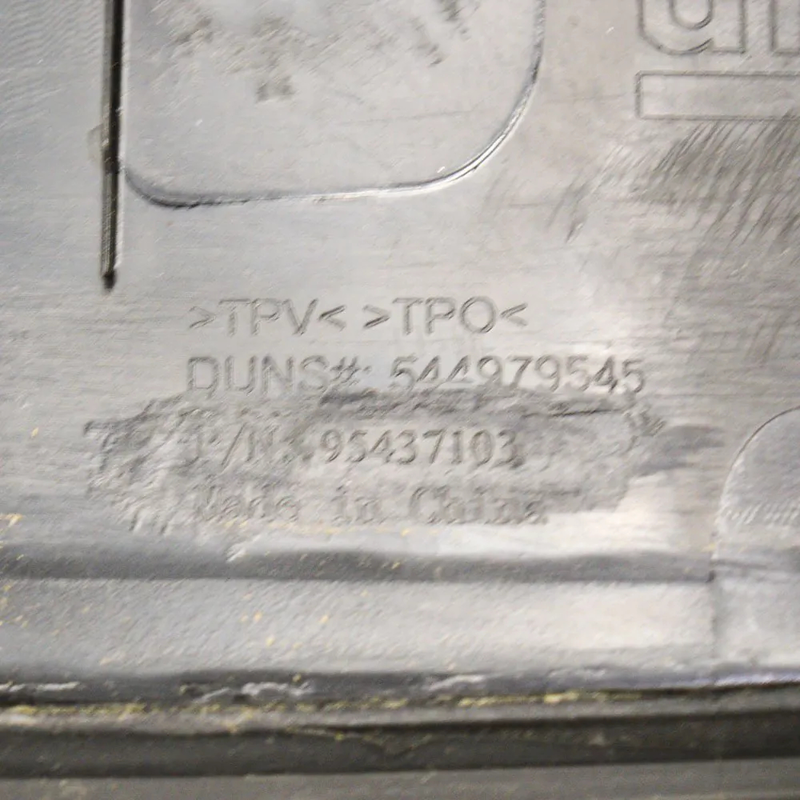 >TPV< >TPO<
DUNS#: 544979545
P/N: 95437103
Made in China